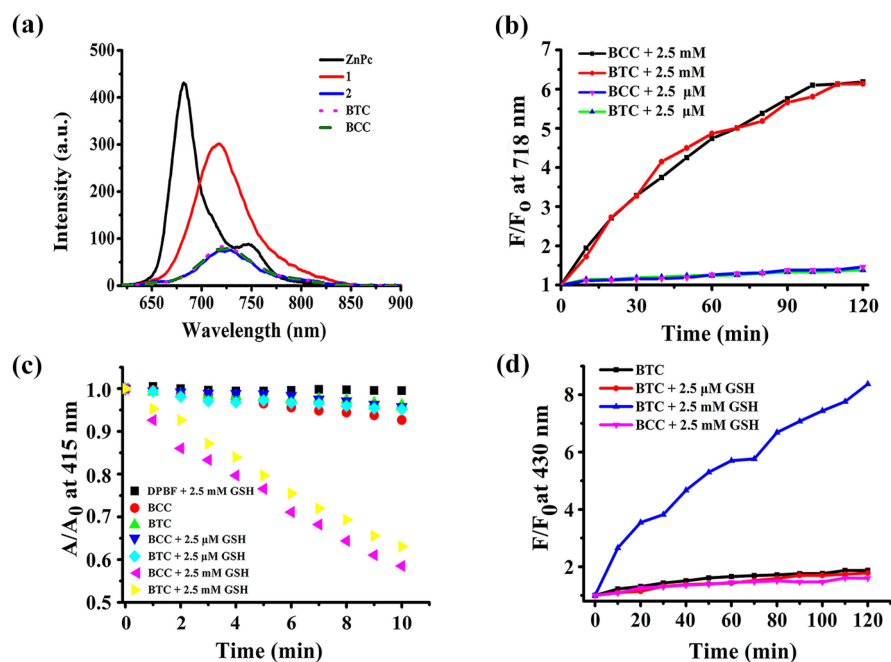 (a)
500
400
300
200
100
0
650 700 750 800 850 900
Intensity (a.u.)
Wavelength (nm)
ZnPc
1
2
BTC
BCC
(b)
7
6
5
4
3
2
1
0 30 60 90 120
F/F0 at 718 nm
Time (min)
BCC + 2.5 mM
BTC + 2.5 mM
BCC + 2.5 μM
BTC + 2.5 μM
(c)
1.0
0.9
0.8
0.7
0.6
0.5
0 2 4 6 8 10
A/A0 at 415 nm
Time (min)
DPBF + 2.5 mM GSH
BCC
BTC
BCC + 2.5 μM GSH
BTC + 2.5 μM GSH
BCC + 2.5 mM GSH
BTC + 2.5 mM GSH
(d)
8
6
4
2
0 20 40 60 80 100 120
F/F0 at 430 nm
Time (min)
BTC
BTC + 2.5 μM GSH
BTC + 2.5 mM GSH
BCC + 2.5 mM GSH